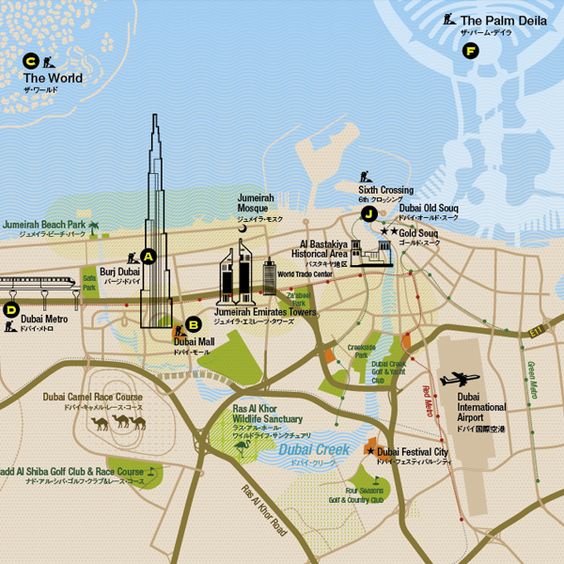 The Palm Deila
ザ・パーム・デイラ
F
C
The World
ザ・ワールド
Sixth Crossing
6th クロッシング
J
Dubai Old Souq
ドバイ・オールド・スーク
Gold Souq
ゴールド・スーク
Jumeirah
Mosque
ジュメイラ・モスク
Jumeirah Beach Park
ジュメイラ・ビーチ・パーク
Al Bastakiya
Historical Area
バスタキヤ地区
A
Burj Dubai
バージ・ドバイ
World Trade Center
Safa
Park
Za'abeel
Park
D
Dubai Metro
ドバイ・メトロ
B
Dubai Mall
ドバイ・モール
Jumeirah Emirates Towers
ジュメイラ・エミレーツ・タワーズ
E11
Creekside
Park
Dubai Creek
Golf & Yacht
Club
Red Metro
Green Metro
Dubai
International
Airport
ドバイ国際空港
Dubai Camel Race Course
ドバイ・キャメル・レース・コース
Ras Al Khor
Wildlife Sanctuary
ラス・アル・ホール・
ワイルドライフ・サンクチュアリ
Dubai Creek
ドバイ・クリーク
Dubai Festival City
ドバイ・フェスティバル・シティ
add Al Shiba Golf Club & Race Course
ナド・アル・シバ・ゴルフ・クラブ&レース・コース
Four Seasons
Golf & Country Club
Ras Al Khor Road